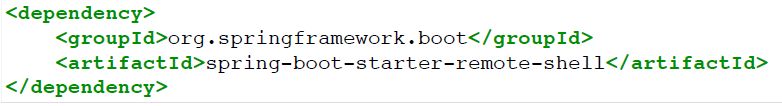 <dependency>
    <groupId>org.springframework.boot</groupId>
    <artifactId>spring-boot-starter-remote-shell</artifactId>
</dependency>